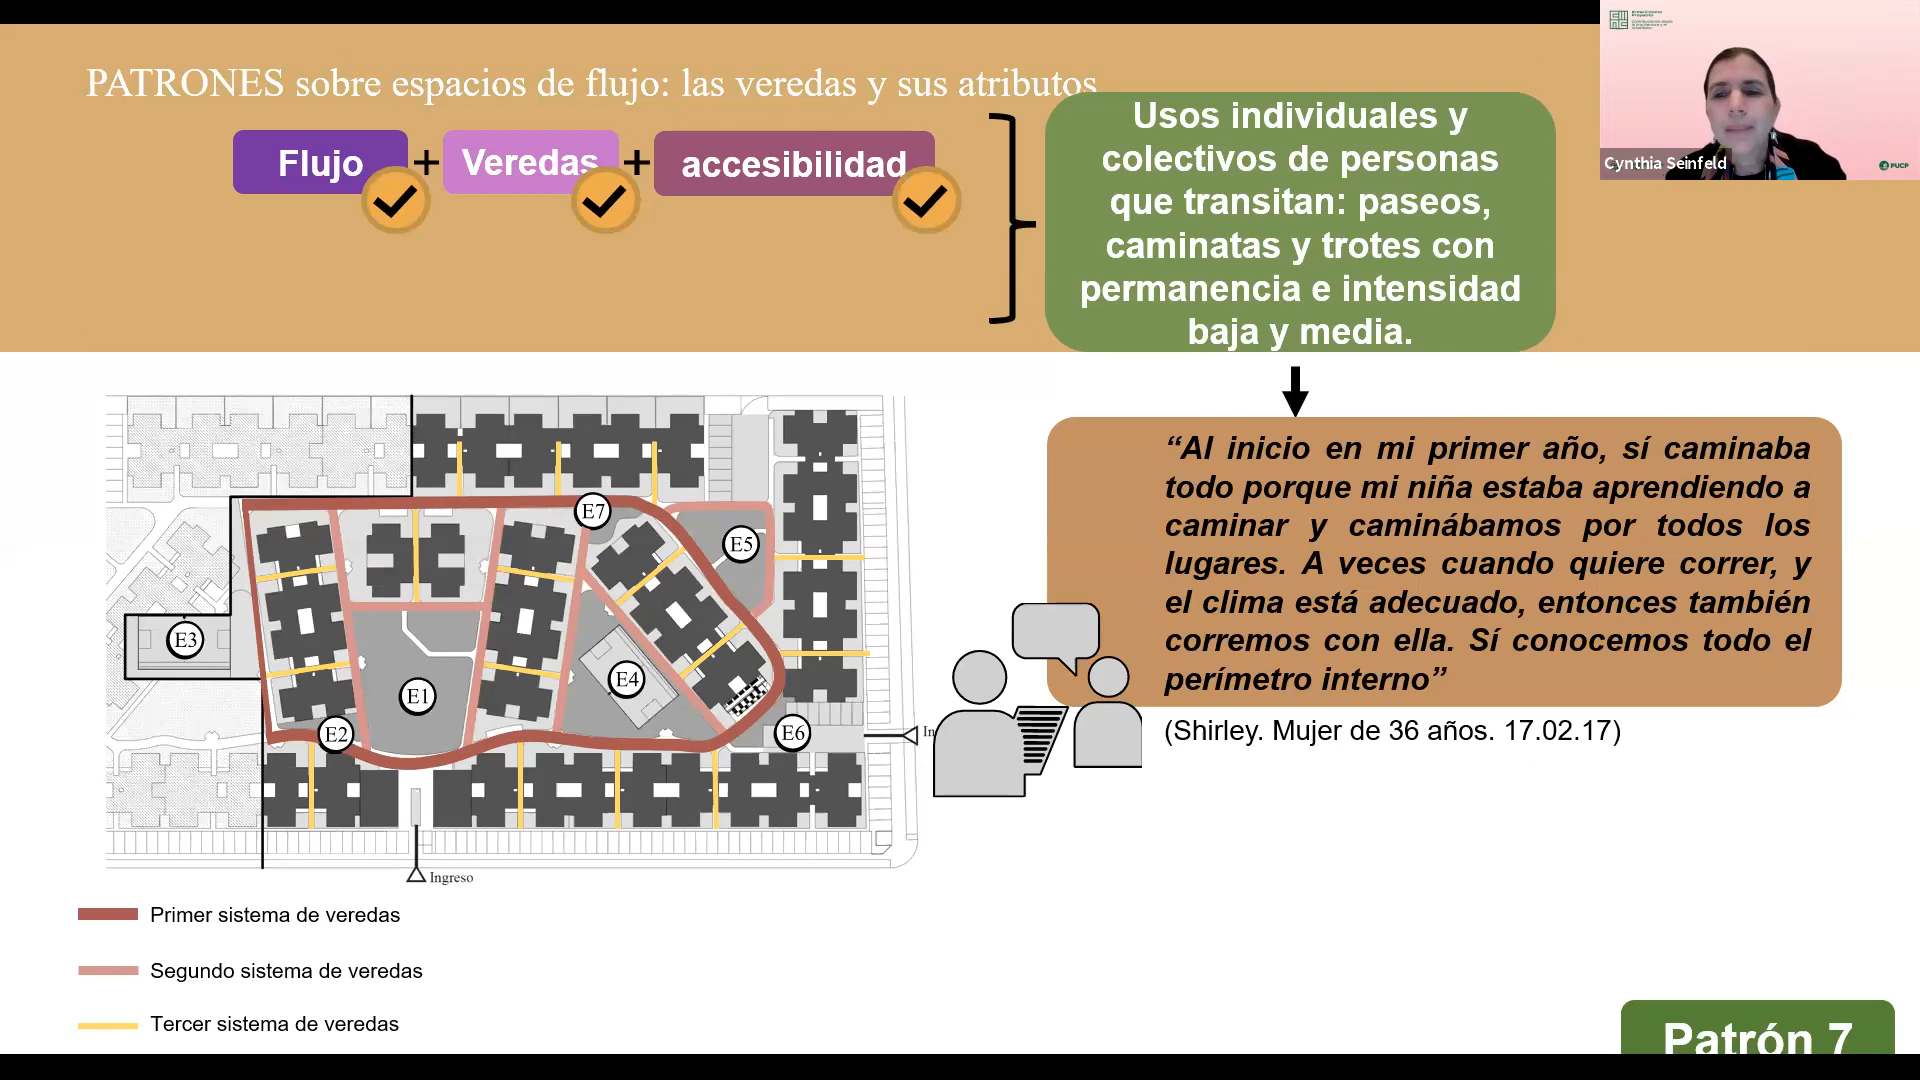 PATRONES sobre espacios de flujo: las veredas y sus atributos
Flujo + Veredas + accesibilidad
Usos individuales y
colectivos de personas
que transitan: paseos,
caminatas y trotes con
permanencia e intensidad
baja y media.
Cynthia Seinfeld
PUCP
“Al inicio en mi primer año, sí caminaba
todo porque mi niña estaba aprendiendo a
caminar y caminábamos por todos los
lugares. A veces cuando quiere correr, y
el clima está adecuado, entonces también
corremos con ella. Sí conocemos todo el
perímetro interno”
(Shirley. Mujer de 36 años. 17.02.17)
E7
E5
E3
E4
E1
E2
E6
In
Ingreso
Primer sistema de veredas
Segundo sistema de veredas
Tercer sistema de veredas
Patrón 7